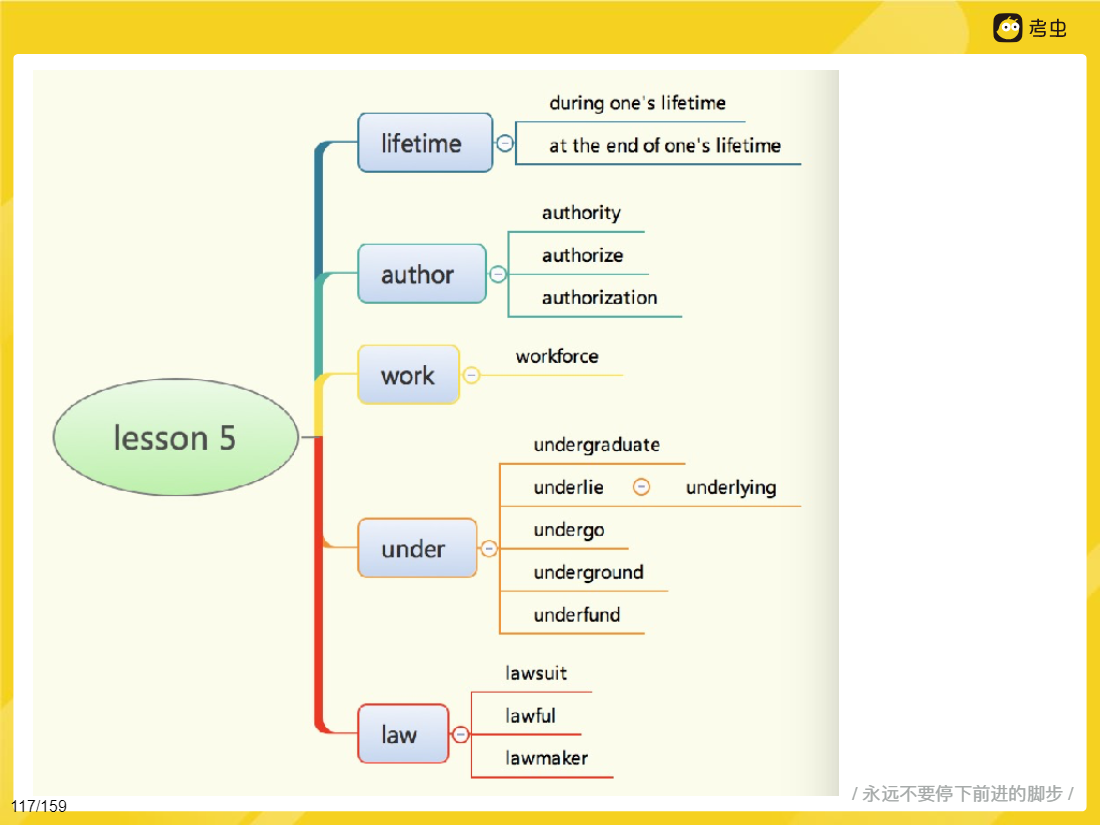 考虫
lesson 5
lifetime
during one's lifetime
at the end of one's lifetime
author
authority
authorize
authorization
work
workforce
under
undergraduate
underlie
underlying
undergo
underground
underfund
law
lawsuit
lawful
lawmaker
/ 永远不要停下前进的脚步 /
117/159